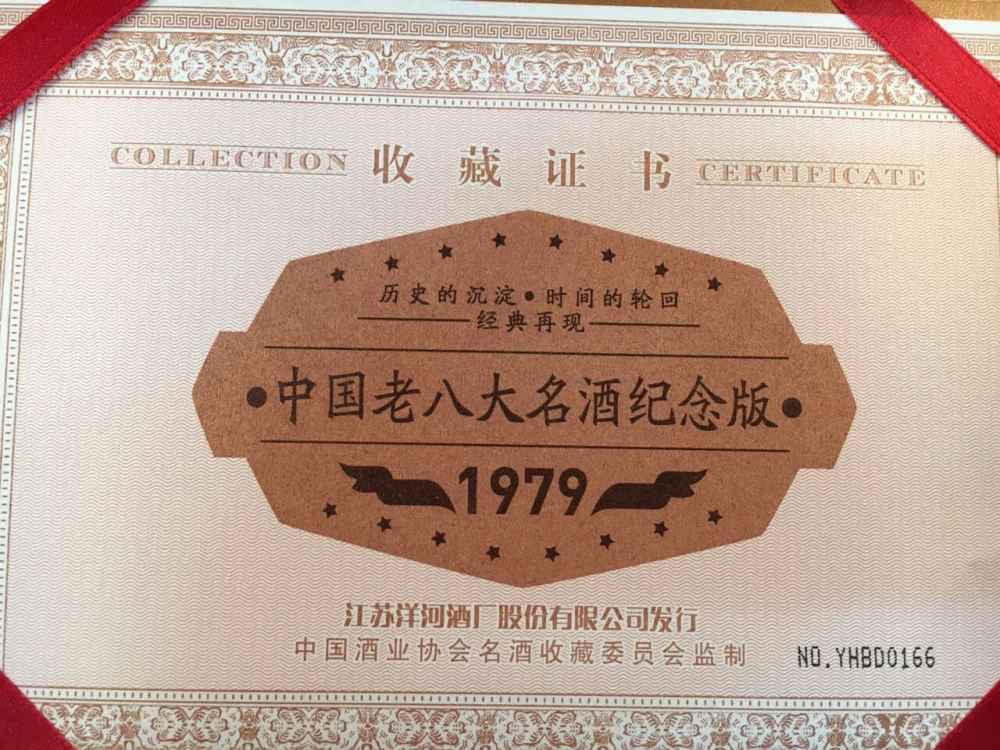 COLLECTION 收藏证书 CERTIFICATE
历史的沉淀•时间的轮回
经典再现
•中国老八大名酒纪念版•
1979
江苏洋河酒厂股份有限公司发行
中国酒业协会名酒收藏委员会监制
NO.YHBD0166